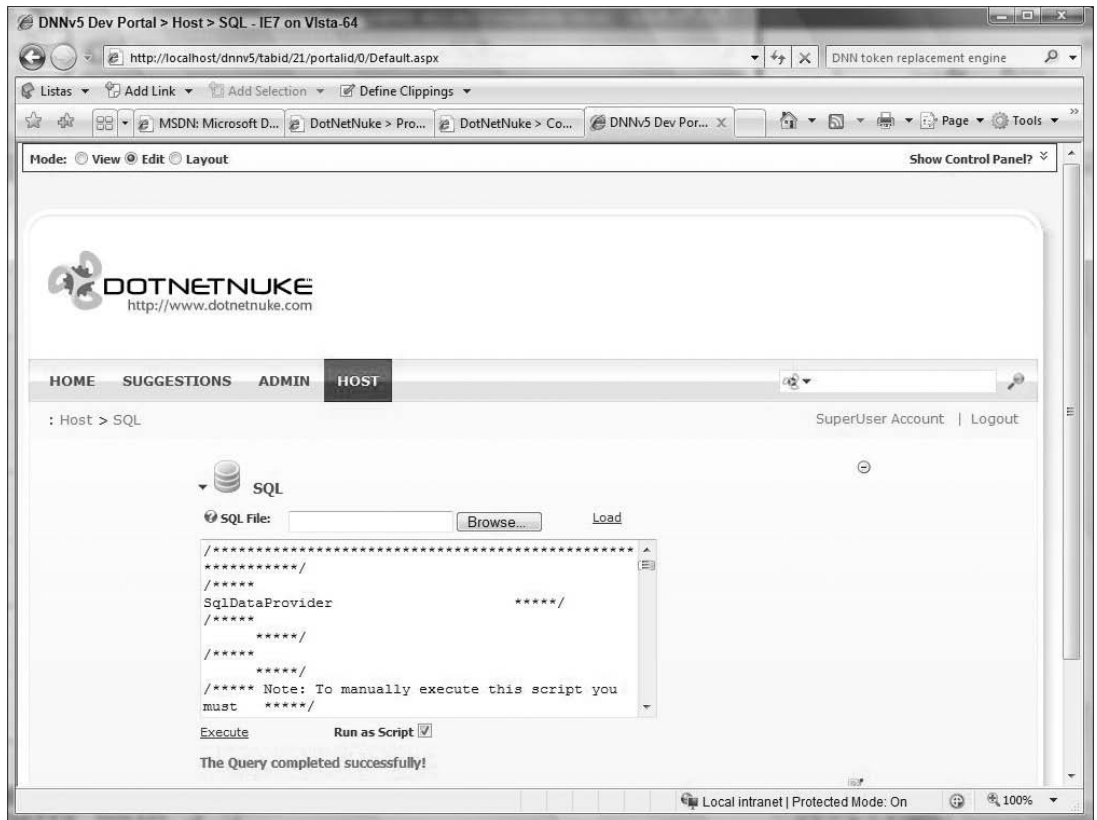 DNNv5 Dev Portal > Host > SQL - IE7 on VIsta-64
http://localhost/dnnv5/tabid/21/portalid/0/Default.aspx
DNN token replacement engine
Listas
Add Link
Add Selection
Define Clippings
MSDN: Microsoft D...
DotNetNuke > Pro...
DotNetNuke > Co...
DNNv5 Dev Por...
Page
Tools
Mode: View Edit Layout
Show Control Panel?
DOTNETNUKE
http://www.dotnetnuke.com
HOME SUGGESTIONS ADMIN HOST
: Host > SQL
SuperUser Account | Logout
SQL
SQL File:
Browse...
Load
/**************************************************
***********/
/*****
SqlDataProvider *****/
/*****
*****/
/*****
*****/
/***** Note: To manually execute this script you
must *****/
Execute
Run as Script
The Query completed successfully!
Local intranet | Protected Mode: On
100%